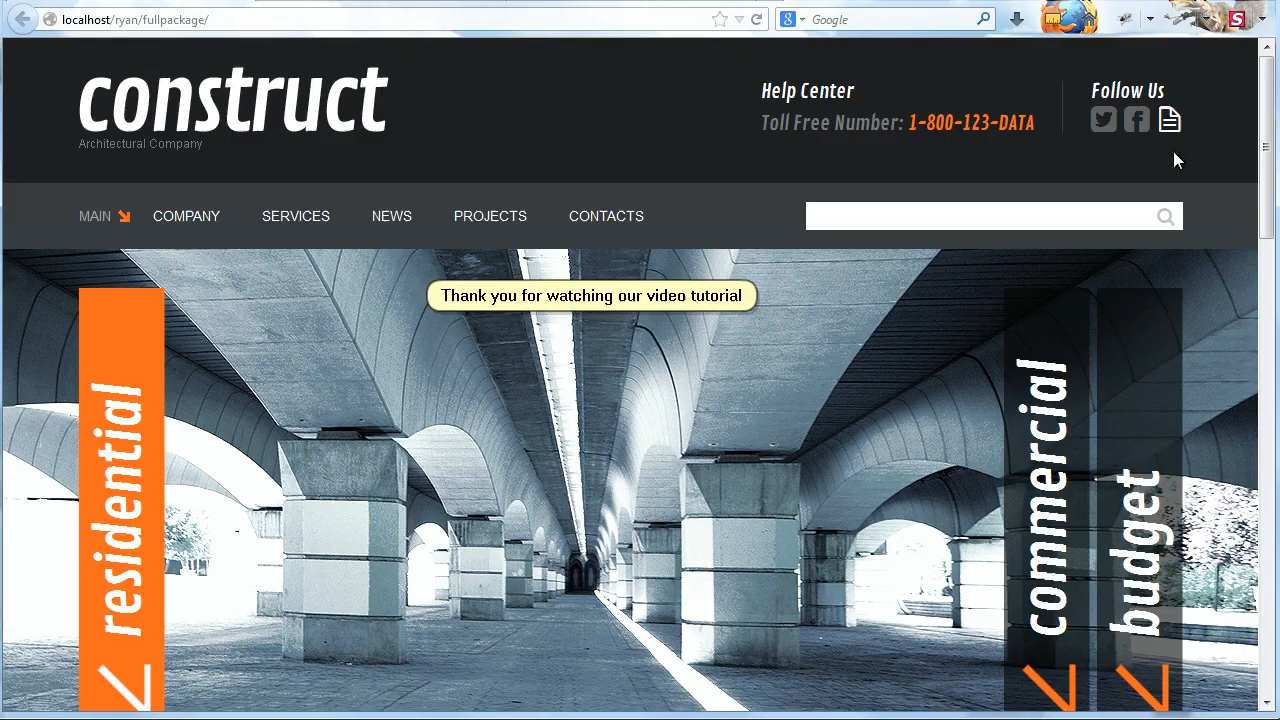 localhost/ryan/fullpackage/
Google
construct
Architectural Company
Help Center
Toll Free Number: 1-800-123-DATA
Follow Us
MAIN
COMPANY
SERVICES
NEWS
PROJECTS
CONTACTS
Thank you for watching our video tutorial
residential
commercial
budget